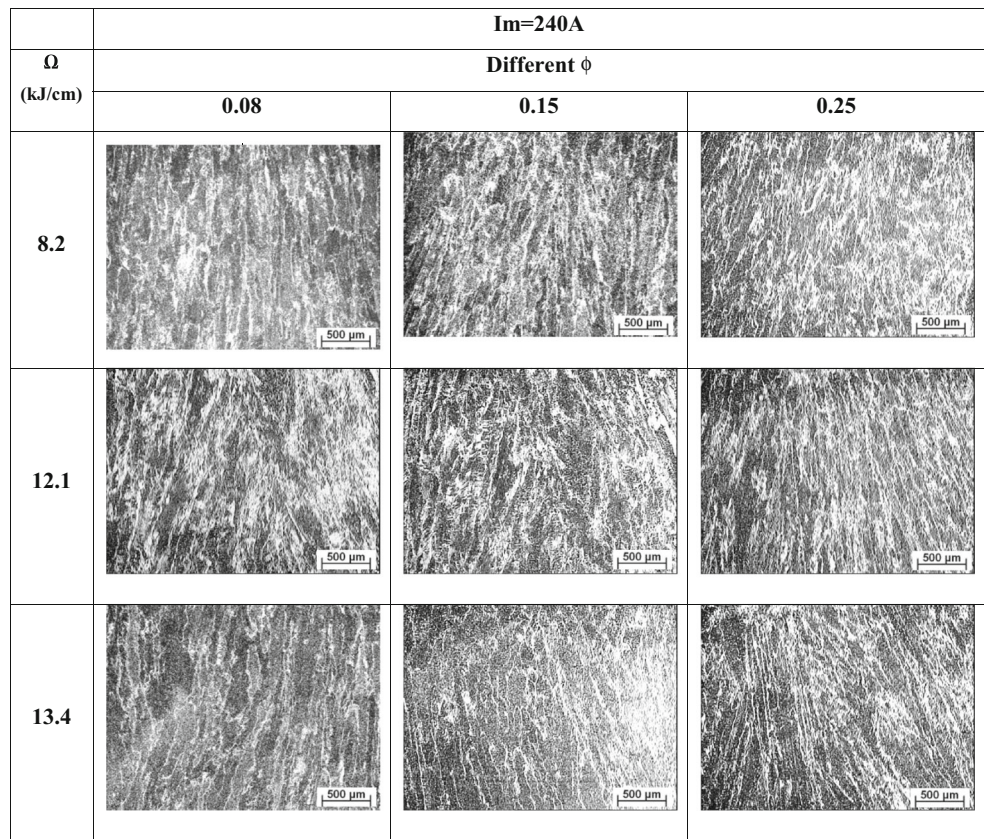 Im=240A
Ω
(kJ/cm)
Different ϕ
0.08 0.15 0.25
8.2
500 µm 500 µm 500 µm
12.1
500 µm 500 µm 500 µm
13.4
500 µm 500 µm 500 µm